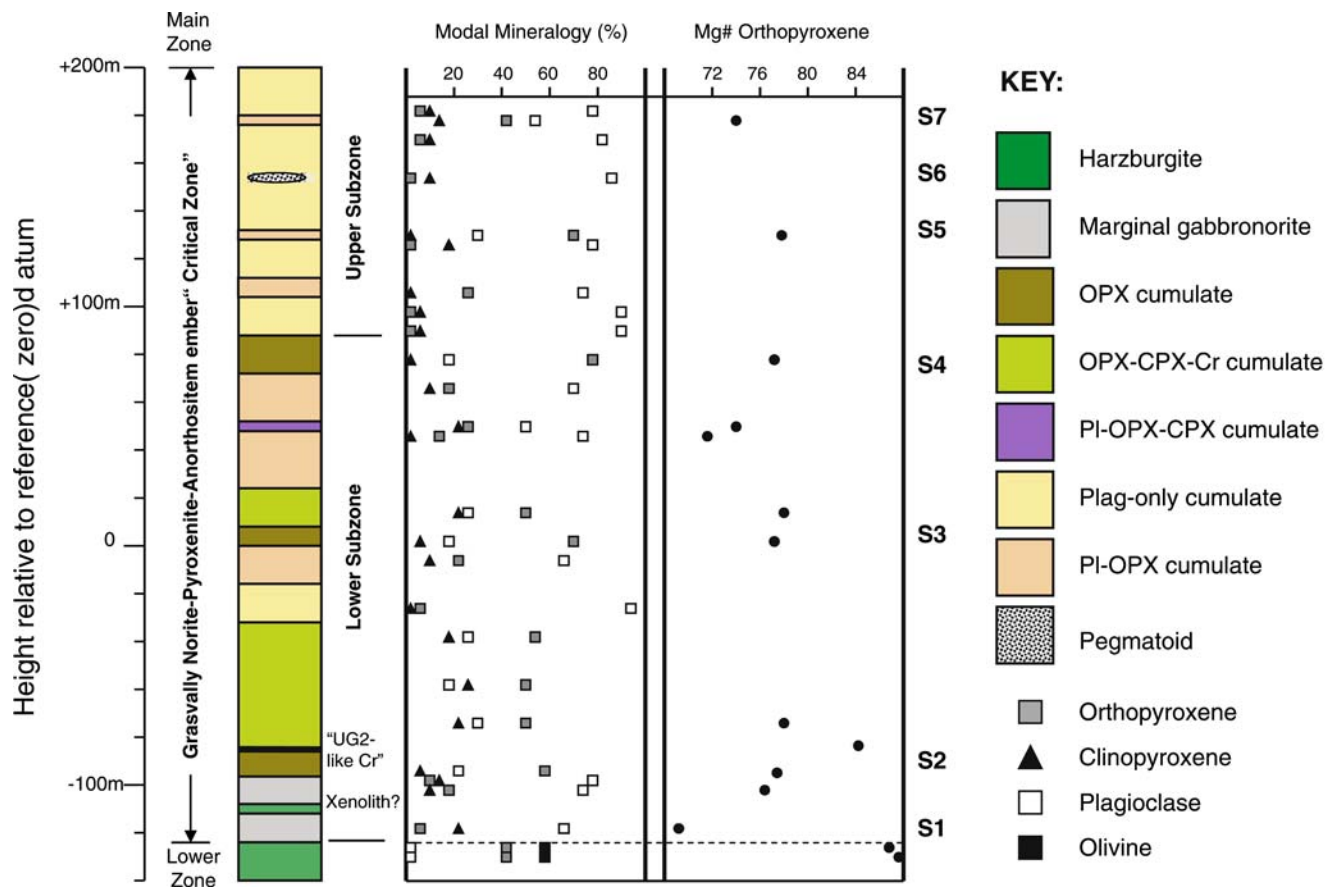 Main
Zone
Modal Mineralogy (%)
Mg# Orthopyroxene
+200m
20 40 60 80
72 76 80 84
KEY:
S7
Harzburgite
S6
Marginal gabbronorite
S5
OPX cumulate
+100m
S4
OPX-CPX-Cr cumulate
Pl-OPX-CPX cumulate
Plag-only cumulate
0
S3
Pl-OPX cumulate
Pegmatoid
Orthopyroxene
"UG2-
like Cr"
S2
Clinopyroxene
-100m
Xenolith?
Plagioclase
S1
Olivine
Lower
Zone
Height relative to reference( zero)d atum
Grasvally Norite-Pyroxenite-Anorthositem ember“ Critical Zone”
Upper Subzone
Lower Subzone